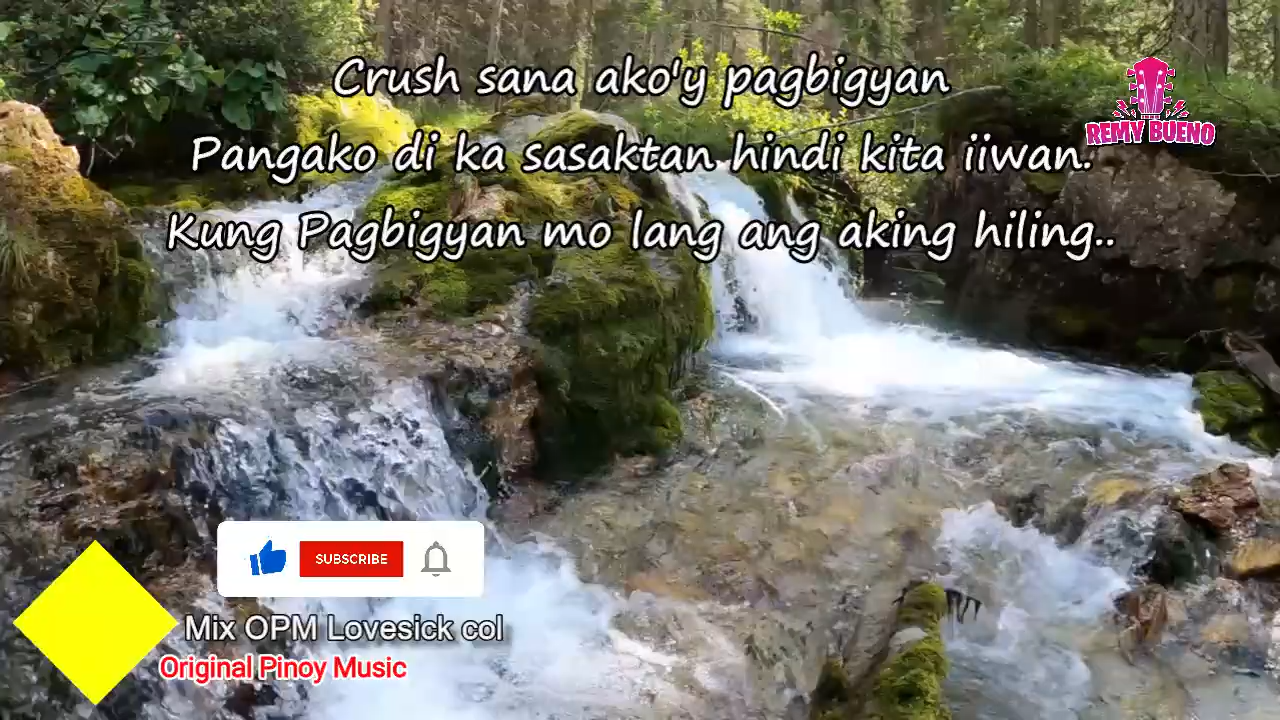 Crush sana ako'y pagbigyan
REMY BUENO
Pangako di ka sasaktan hindi kita iiwan.
Kung Pagbigyan mo lang ang aking hiling..
SUBSCRIBE
Mix OPM Lovesick col
Original Pinoy Music